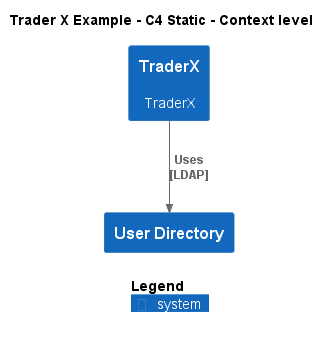 Trader X Example - C4 Static - Context level
TraderX
TraderX
Uses
[LDAP]
User Directory
Legend
system